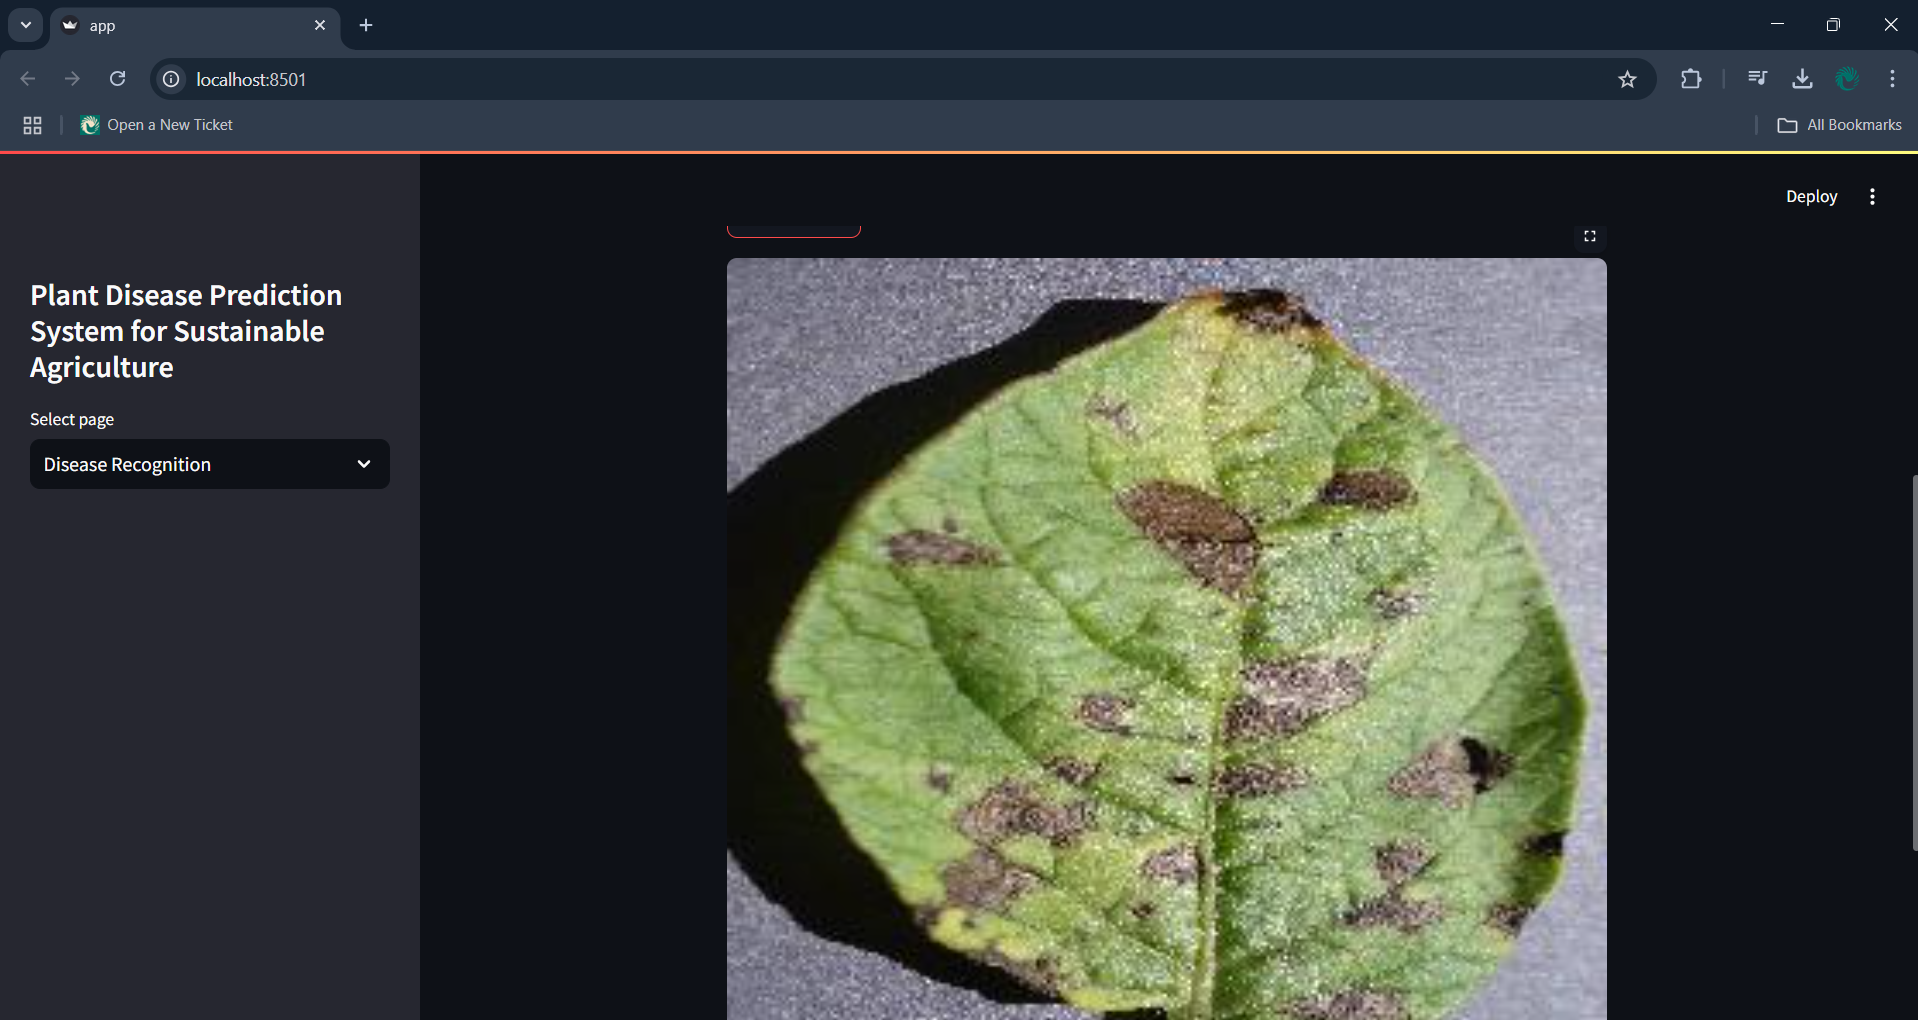 app
localhost:8501
Open a New Ticket
All Bookmarks
Deploy
Plant Disease Prediction
System for Sustainable
Agriculture
Select page
Disease Recognition